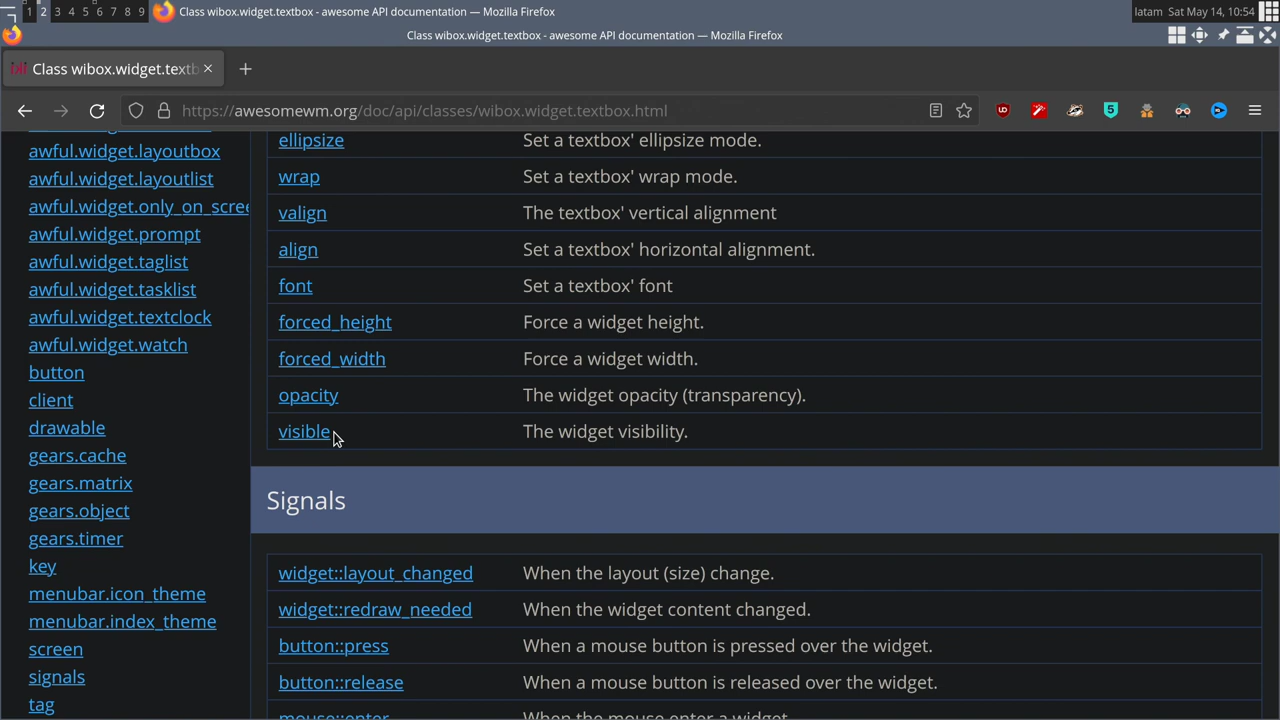 1 2 3 4 5 6 7 8 9 Class wibox.widget.textbox - awesome API documentation — Mozilla Firefox latam Sat May 14, 10:54
Class wibox.widget.textbox - awesome API documentation — Mozilla Firefox
Class wibox.widget.textb
https://awesomewm.org/doc/api/classes/wibox.widget.textbox.html
awful.widget.layoutbox
awful.widget.layoutlist
awful.widget.only_on_scree
awful.widget.prompt
awful.widget.taglist
awful.widget.tasklist
awful.widget.textclock
awful.widget.watch
button
client
drawable
gears.cache
gears.matrix
gears.object
gears.timer
key
menubar.icon_theme
menubar.index_theme
screen
signals
tag
ellipsize Set a textbox' ellipsize mode.
wrap Set a textbox' wrap mode.
valign The textbox' vertical alignment
align Set a textbox' horizontal alignment.
font Set a textbox' font
forced_height Force a widget height.
forced_width Force a widget width.
opacity The widget opacity (transparency).
visible The widget visibility.
Signals
widget::layout_changed When the layout (size) change.
widget::redraw_needed When the widget content changed.
button::press When a mouse button is pressed over the widget.
button::release When a mouse button is released over the widget.
mouse::enter When the mouse enter a widget.